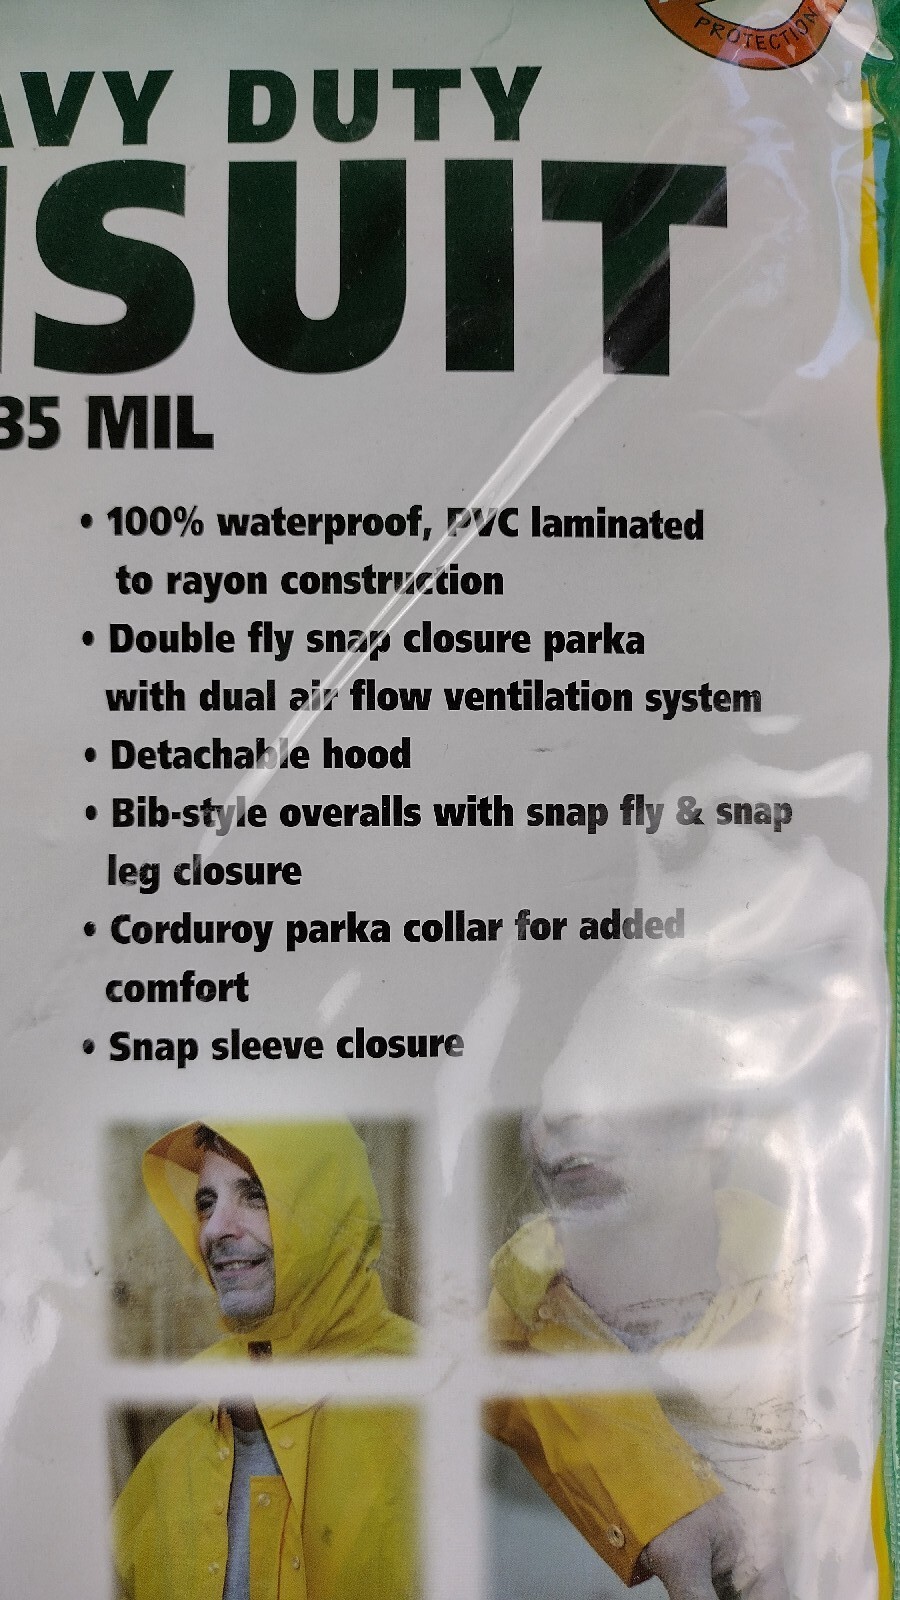 PROTECTION
AVY DUTY
SUIT
35 MIL
• 100% waterproof, PVC laminated
to rayon construction
• Double fly snap closure parka
with dual air flow ventilation system
• Detachable hood
• Bib-style overalls with snap fly & snap
leg closure
• Corduroy parka collar for added
comfort
• Snap sleeve closure